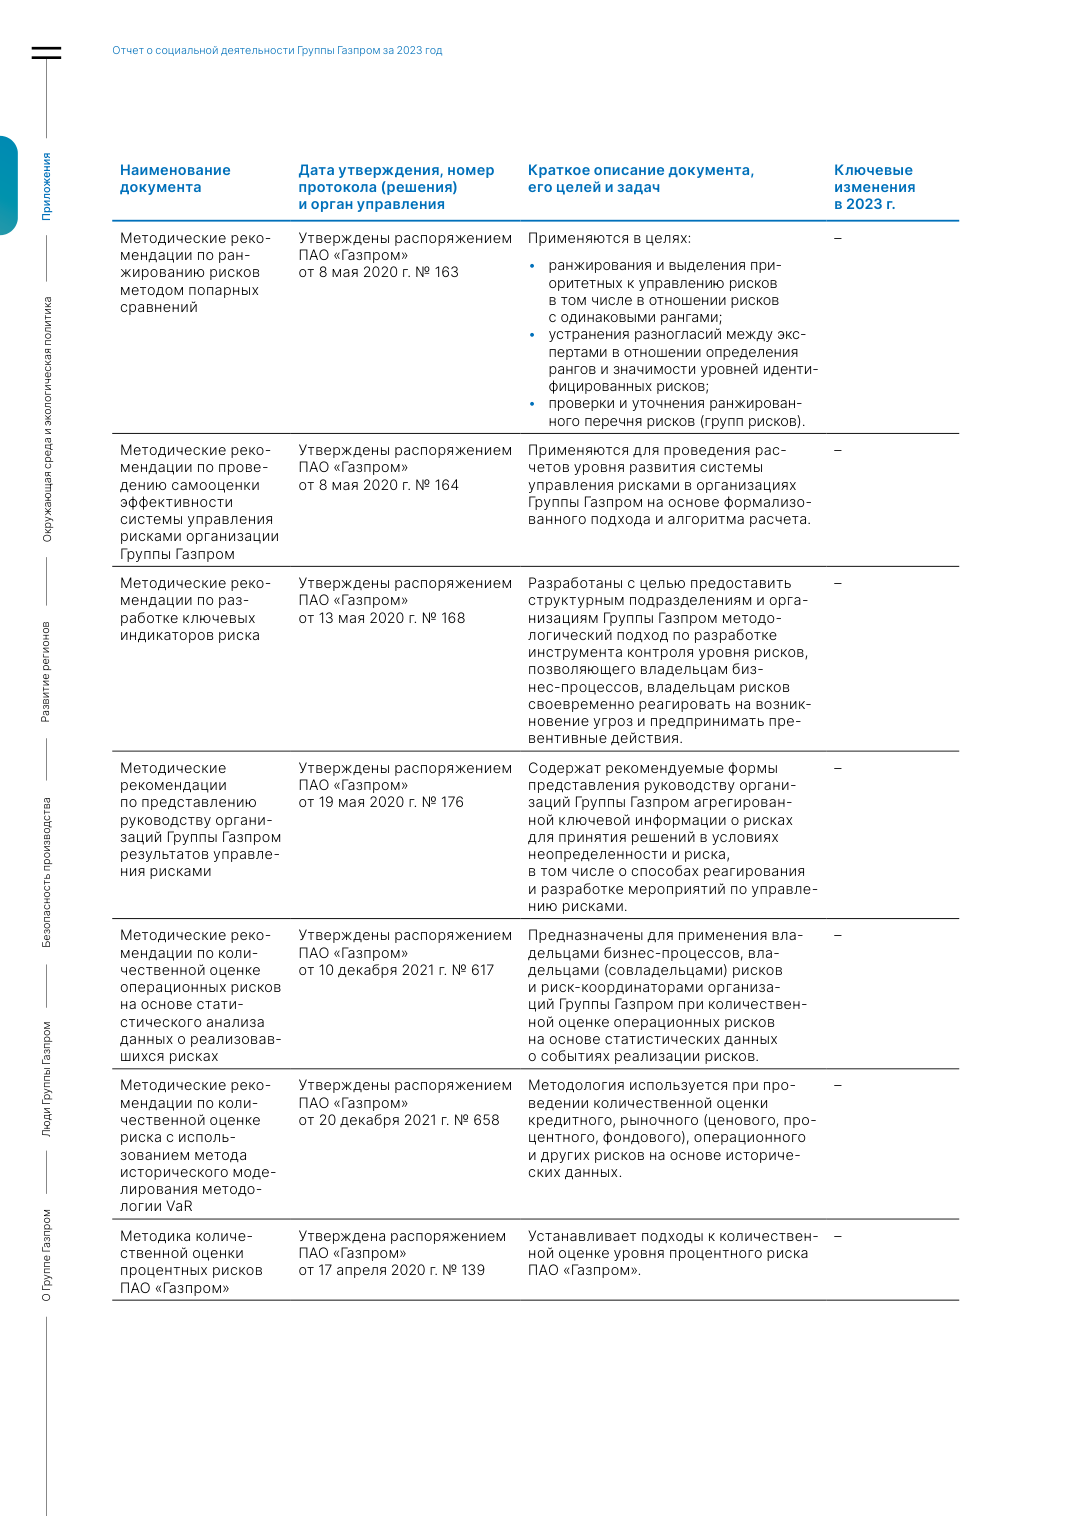 Отчет о социальной деятельности Группы Газпром за 2023 год
Приложения
Окружающая среда и экологическая политика
Развитие регионов
Безопасность производства
Люди Группы Газпром
О Группе Газпром
Наименование
документа
Дата утверждения, номер
протокола (решения)
и орган управления
Краткое описание документа,
его целей и задач
Ключевые
изменения
в 2023 г.
Методические реко-
мендации по ран-
жированию рисков
методом попарных
сравнений
Утверждены распоряжением
ПАО «Газпром»
от 8 мая 2020 г. № 163
Применяются в целях:
• ранжирования и выделения при-
оритетных к управлению рисков
в том числе в отношении рисков
с одинаковыми рангами;
• устранения разногласий между экс-
пертами в отношении определения
рангов и значимости уровней иденти-
фицированных рисков;
• проверки и уточнения ранжирован-
ного перечня рисков (групп рисков).
–
Методические реко-
мендации по прове-
дению самооценки
эффективности
системы управления
рисками организации
Группы Газпром
Утверждены распоряжением
ПАО «Газпром»
от 8 мая 2020 г. № 164
Применяются для проведения рас-
четов уровня развития системы
управления рисками в организациях
Группы Газпром на основе формализо-
ванного подхода и алгоритма расчета.
–
Методические реко-
мендации по раз-
работке ключевых
индикаторов риска
Утверждены распоряжением
ПАО «Газпром»
от 13 мая 2020 г. № 168
Разработаны с целью предоставить
структурным подразделениям и орга-
низациям Группы Газпром методо-
логический подход по разработке
инструмента контроля уровня рисков,
позволяющего владельцам биз-
нес-процессов, владельцам рисков
своевременно реагировать на возник-
новение угроз и предпринимать пре-
вентивные действия.
–
Методические
рекомендации
по представлению
руководству органи-
заций Группы Газпром
результатов управле-
ния рисками
Утверждены распоряжением
ПАО «Газпром»
от 19 мая 2020 г. № 176
Содержат рекомендуемые формы
представления руководству органи-
заций Группы Газпром агрегирован-
ной ключевой информации о рисках
для принятия решений в условиях
неопределенности и риска,
в том числе о способах реагирования
и разработке мероприятий по управле-
нию рисками.
–
Методические реко-
мендации по коли-
чественной оценке
операционных рисков
на основе стати-
стического анализа
данных о реализовав-
шихся рисках
Утверждены распоряжением
ПАО «Газпром»
от 10 декабря 2021 г. № 617
Предназначены для применения вла-
дельцами бизнес-процессов, вла-
дельцами (совладельцами) рисков
и риск-координаторами организа-
ций Группы Газпром при количествен-
ной оценке операционных рисков
на основе статистических данных
о событиях реализации рисков.
–
Методические реко-
мендации по коли-
чественной оценке
риска с исполь-
зованием метода
исторического моде-
лирования методо-
логии VaR
Утверждены распоряжением
ПАО «Газпром»
от 20 декабря 2021 г. № 658
Методология используется при про-
ведении количественной оценки
кредитного, рыночного (ценового, про-
центного, фондового), операционного
и других рисков на основе историче-
ских данных.
–
Методика количе-
ственной оценки
процентных рисков
ПАО «Газпром»
Утверждена распоряжением
ПАО «Газпром»
от 17 апреля 2020 г. № 139
Устанавливает подходы к количествен-
ной оценке уровня процентного риска
ПАО «Газпром».
–